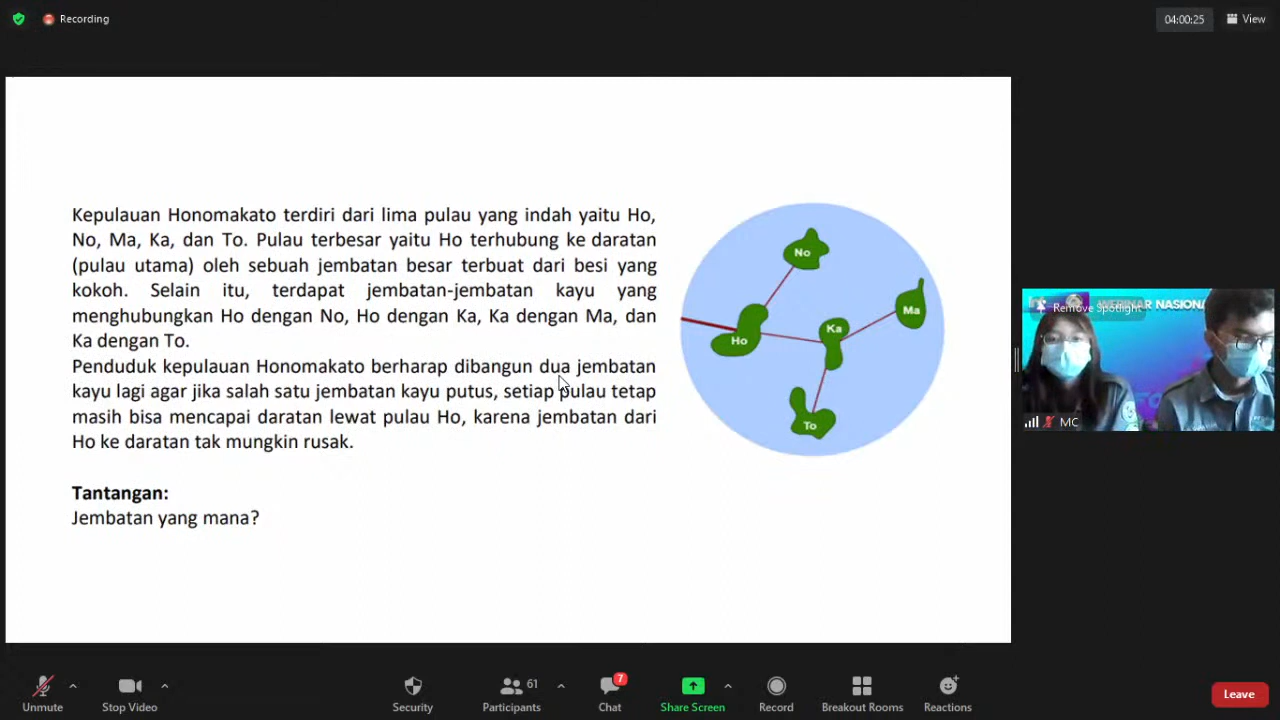 Recording
04:00:25
View
Kepulauan Honomakato terdiri dari lima pulau yang indah yaitu Ho,
No, Ma, Ka, dan To. Pulau terbesar yaitu Ho terhubung ke daratan
(pulau utama) oleh sebuah jembatan besar terbuat dari besi yang
kokoh. Selain itu, terdapat jembatan-jembatan kayu yang
menghubungkan Ho dengan No, Ho dengan Ka, Ka dengan Ma, dan
Ka dengan To.
Penduduk kepulauan Honomakato berharap dibangun dua jembatan
kayu lagi agar jika salah satu jembatan kayu putus, setiap pulau tetap
masih bisa mencapai daratan lewat pulau Ho, karena jembatan dari
Ho ke daratan tak mungkin rusak.
Tantangan:
Jembatan yang mana?
No
Ma
Ka
Ho
To
WEBINAR NASIONA
Remove Spotlight
MC
Unmute
Stop Video
Security
61
Participants
7
Chat
Share Screen
Record
Breakout Rooms
Reactions
Leave